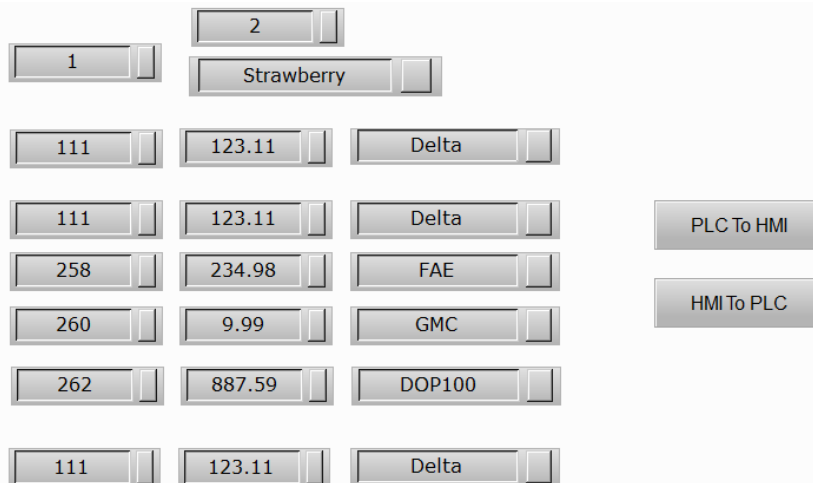 2
1
Strawberry
111 123.11 Delta
111 123.11 Delta
PLC To HMI
258 234.98 FAE
HMI To PLC
260 9.99 GMC
262 887.59 DOP100
111 123.11 Delta